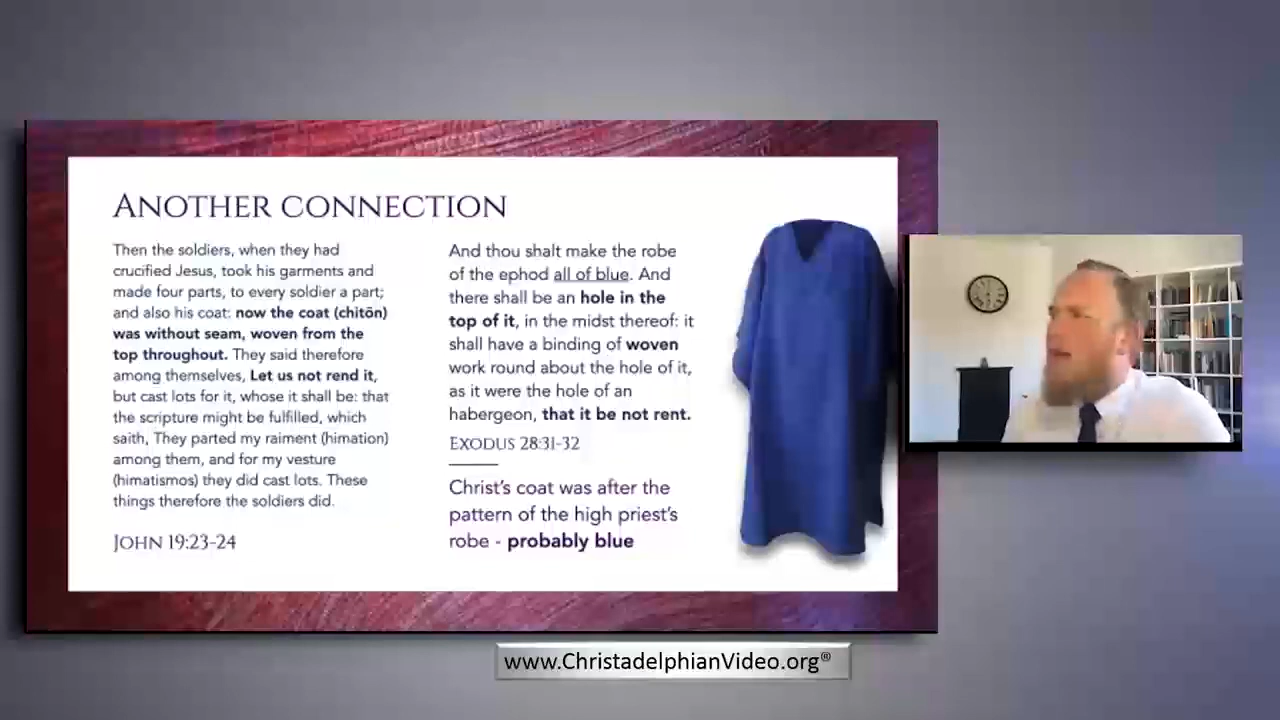 ANOTHER CONNECTION
Then the soldiers, when they had
crucified Jesus, took his garments and
made four parts, to every soldier a part;
and also his coat: now the coat (chitōn)
was without seam, woven from the
top throughout. They said therefore
among themselves, Let us not rend it,
but cast lots for it, whose it shall be: that
the scripture might be fulfilled, which
saith, They parted my raiment (himation)
among them, and for my vesture
(himatismos) they did cast lots. These
things therefore the soldiers did.
JOHN 19:23-24
And thou shalt make the robe
of the ephod all of blue. And
there shall be an hole in the
top of it, in the midst thereof: it
shall have a binding of woven
work round about the hole of it,
as it were the hole of an
habergeon, that it be not rent.
EXODUS 28:31-32
Christ's coat was after the
pattern of the high priest's
robe - probably blue
www.ChristadelphianVideo.org®